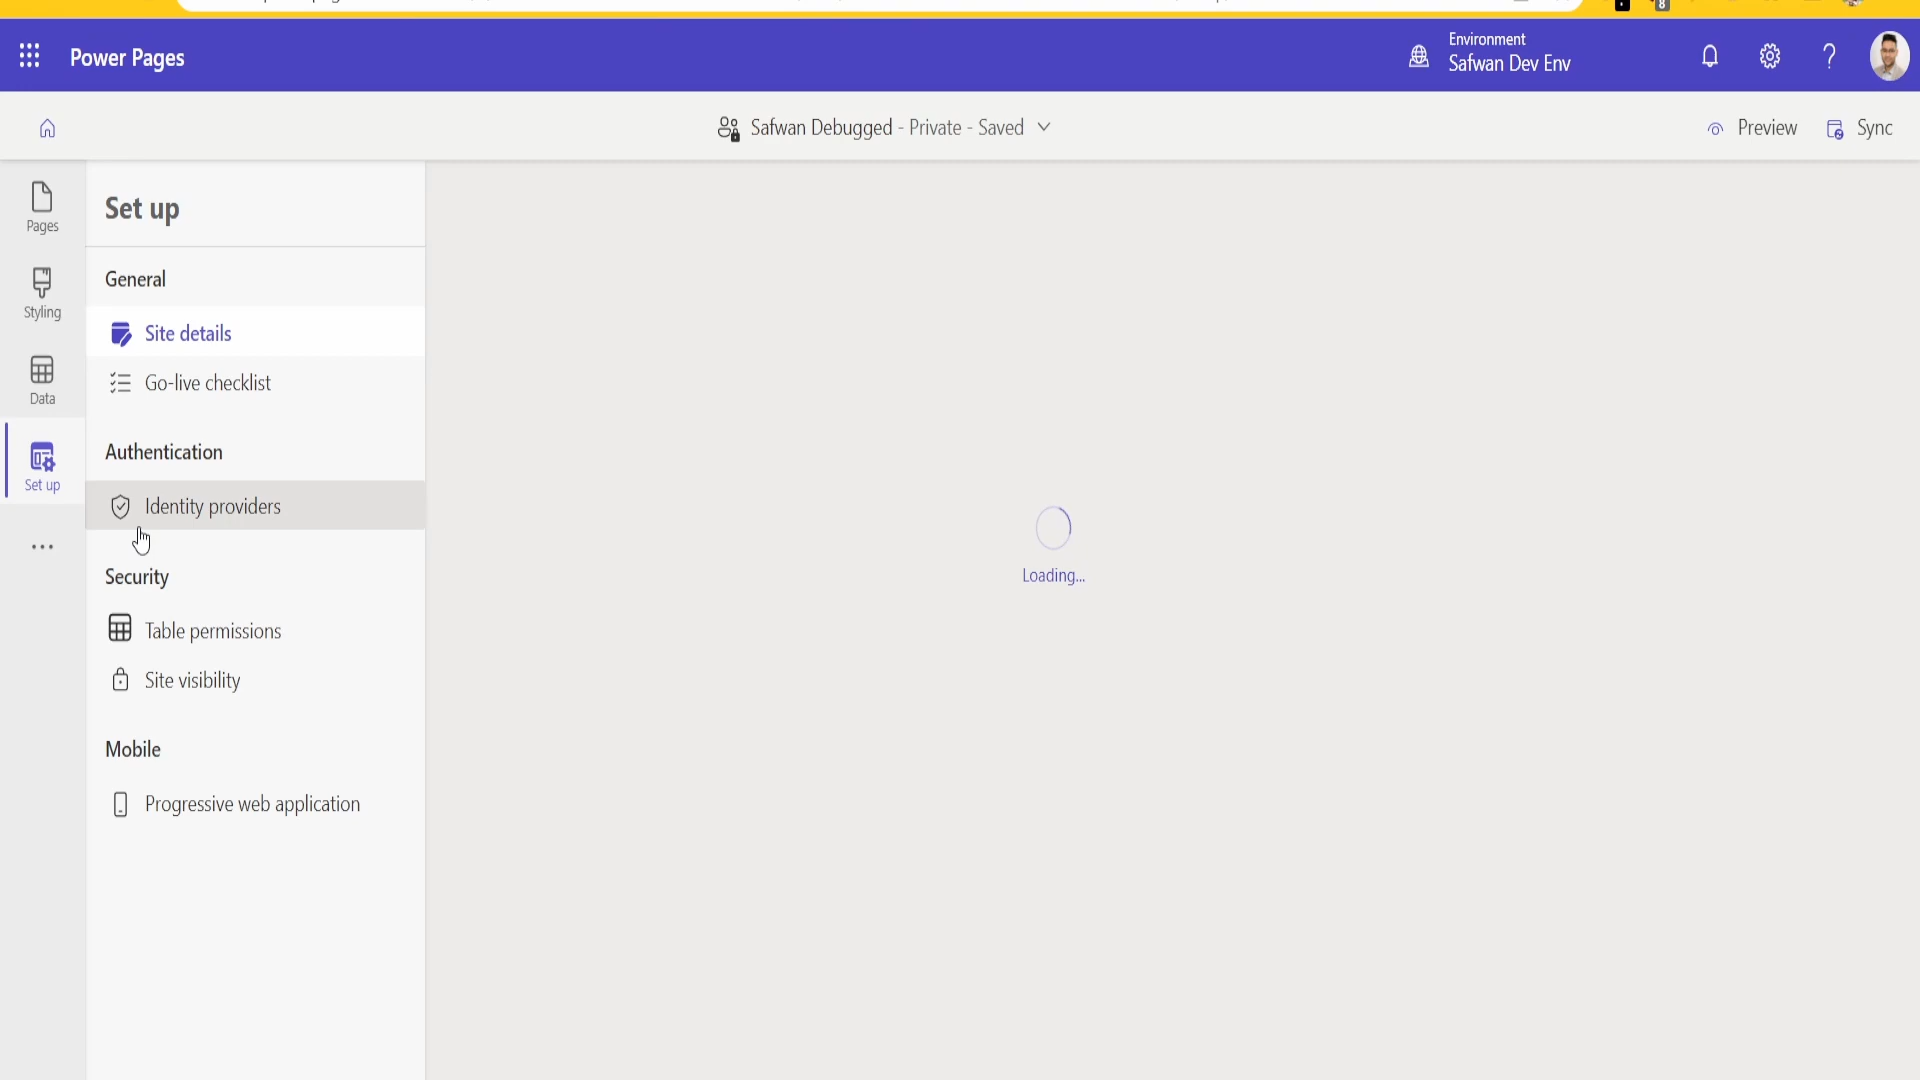 8
Power Pages
Environment
Safwan Dev Env
Safwan Debugged - Private - Saved
Preview
Sync
Pages
Styling
Data
Set up
Set up
General
Site details
Go-live checklist
Authentication
Identity providers
Security
Table permissions
Site visibility
Mobile
Progressive web application
Loading...